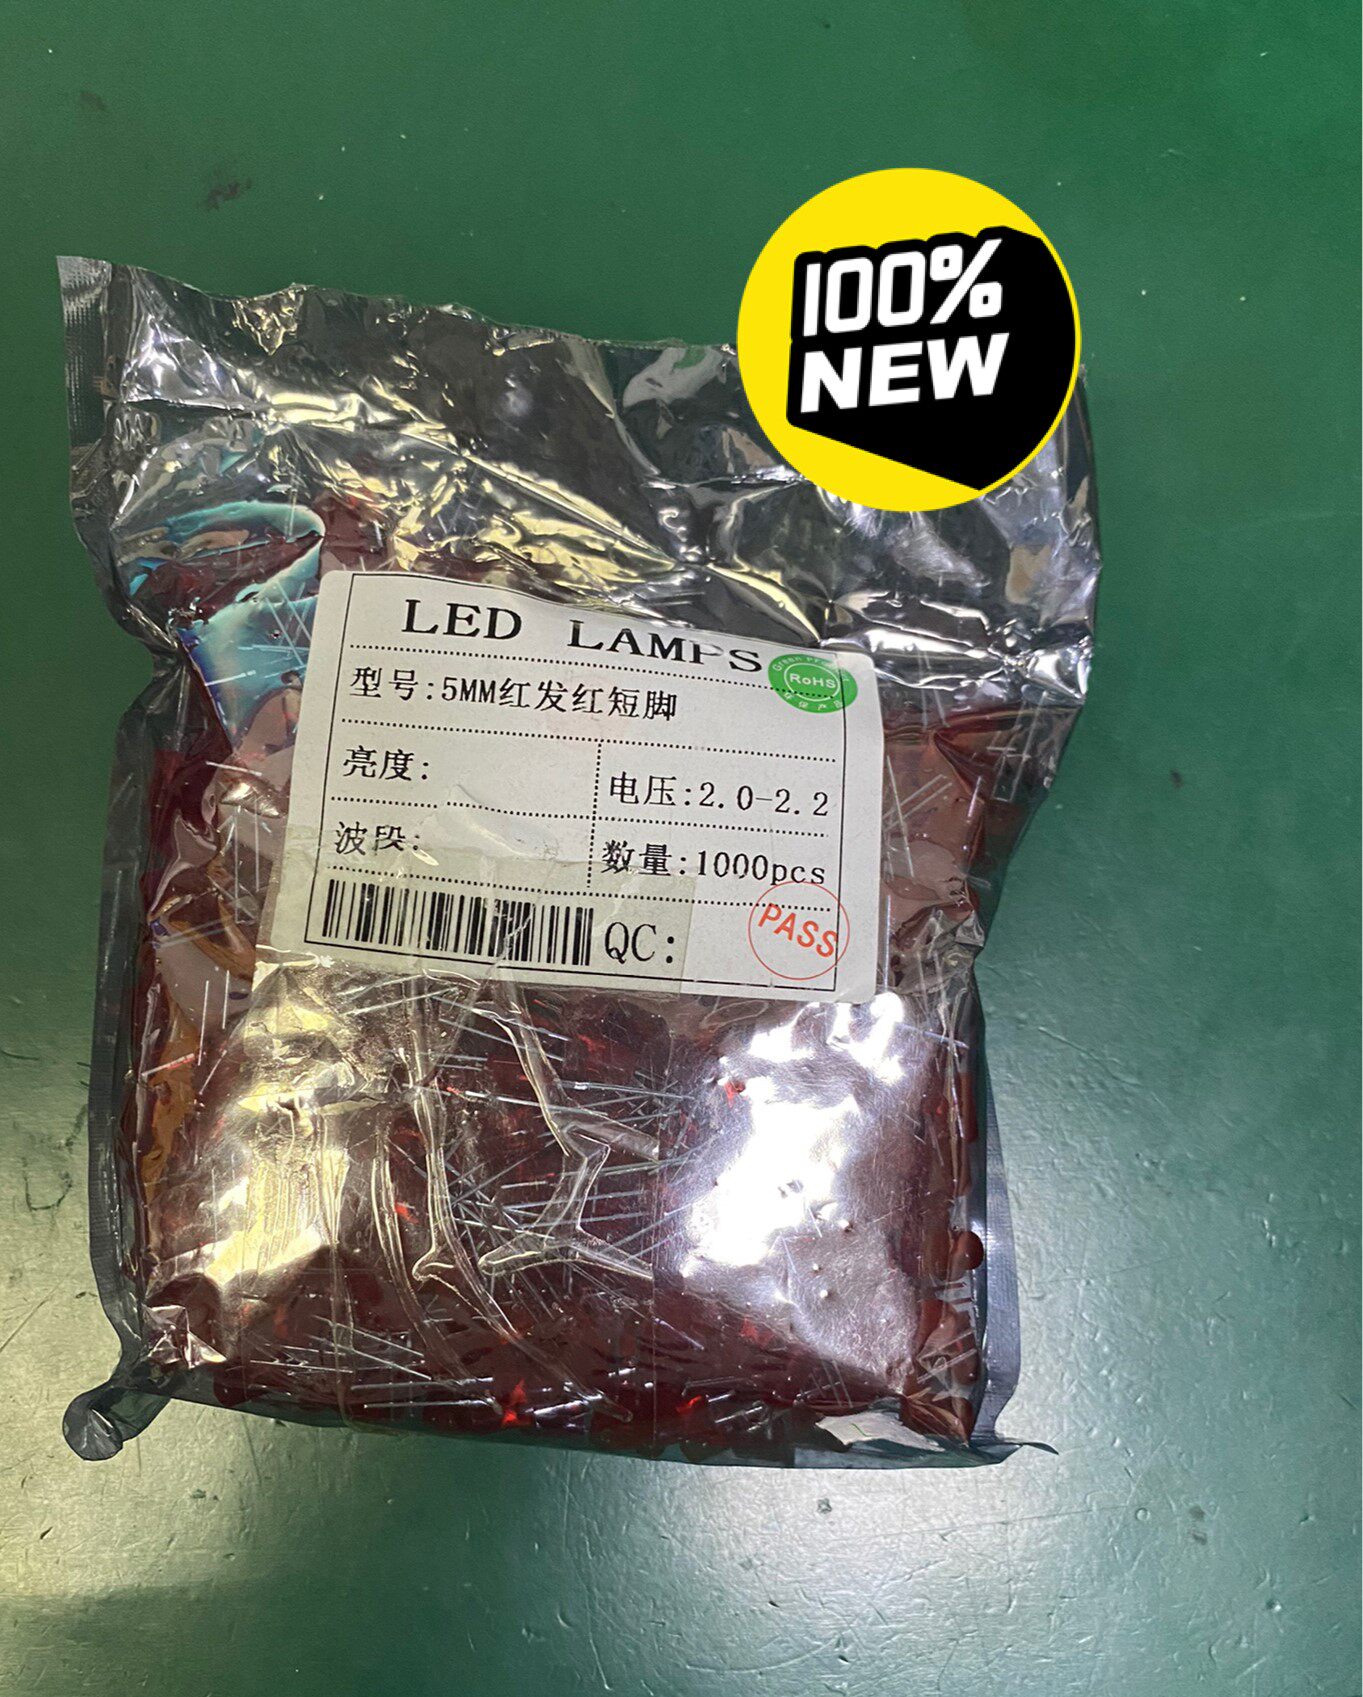 100%
NEW
LED LAMPS
RoHS
型号:5MM红发红短脚
亮度:
电压:2.0-2.2
波段:
数量:1000pcs
QC:
PASS